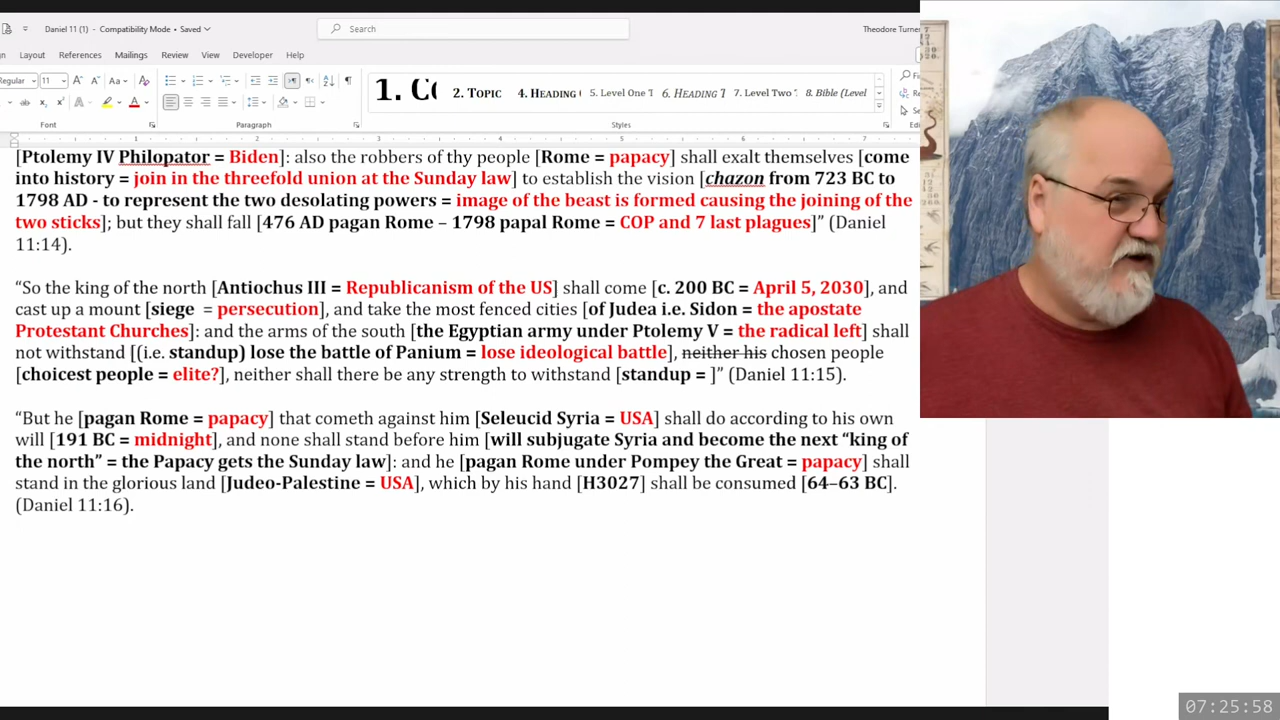 Daniel 11 (1) - Compatibility Mode • Saved
Search
Theodore Turner
Layout References Mailings Review View Developer Help
Regular 11 A A Aa
Font Paragraph Styles
1. 2. TOPIC 4. HEADING 5. Level One 6. HEADING 7. Level Two 8. Bible (Level
1 2 3 4 5 6 7
[Ptolemy IV Philopator = Biden]: also the robbers of thy people [Rome = papacy] shall exalt themselves [come
into history = join in the threefold union at the Sunday law] to establish the vision [chazon from 723 BC to
1798 AD - to represent the two desolating powers = image of the beast is formed causing the joining of the
two sticks]; but they shall fall [476 AD pagan Rome – 1798 papal Rome = COP and 7 last plagues]” (Daniel
11:14).
“So the king of the north [Antiochus III = Republicanism of the US] shall come [c. 200 BC = April 5, 2030], and
cast up a mount [siege = persecution], and take the most fenced cities [of Judea i.e. Sidon = the apostate
Protestant Churches]: and the arms of the south [the Egyptian army under Ptolemy V = the radical left] shall
not withstand [(i.e. standup) lose the battle of Panium = lose ideological battle], neither his chosen people
[choicest people = elite?], neither shall there be any strength to withstand [standup = ]” (Daniel 11:15).
“But he [pagan Rome = papacy] that cometh against him [Seleucid Syria = USA] shall do according to his own
will [191 BC = midnight], and none shall stand before him [will subjugate Syria and become the next “king of
the north” = the Papacy gets the Sunday law]: and he [pagan Rome under Pompey the Great = papacy] shall
stand in the glorious land [Judeo-Palestine = USA], which by his hand [H3027] shall be consumed [64–63 BC].
(Daniel 11:16).
07:25:58